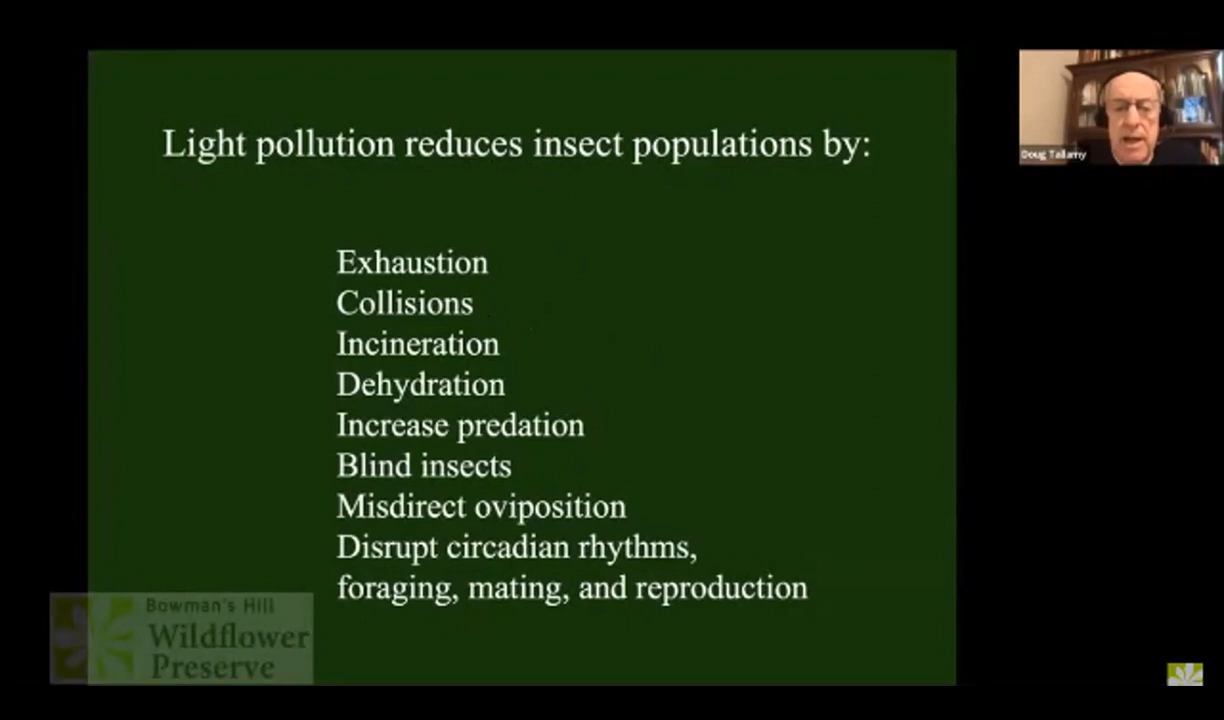 Light pollution reduces insect populations by:
Doug Tallamy
Exhaustion
Collisions
Incineration
Dehydration
Increase predation
Blind insects
Misdirect oviposition
Disrupt circadian rhythms,
foraging, mating, and reproduction
Bowman's Hill
Wildflower
Preserve